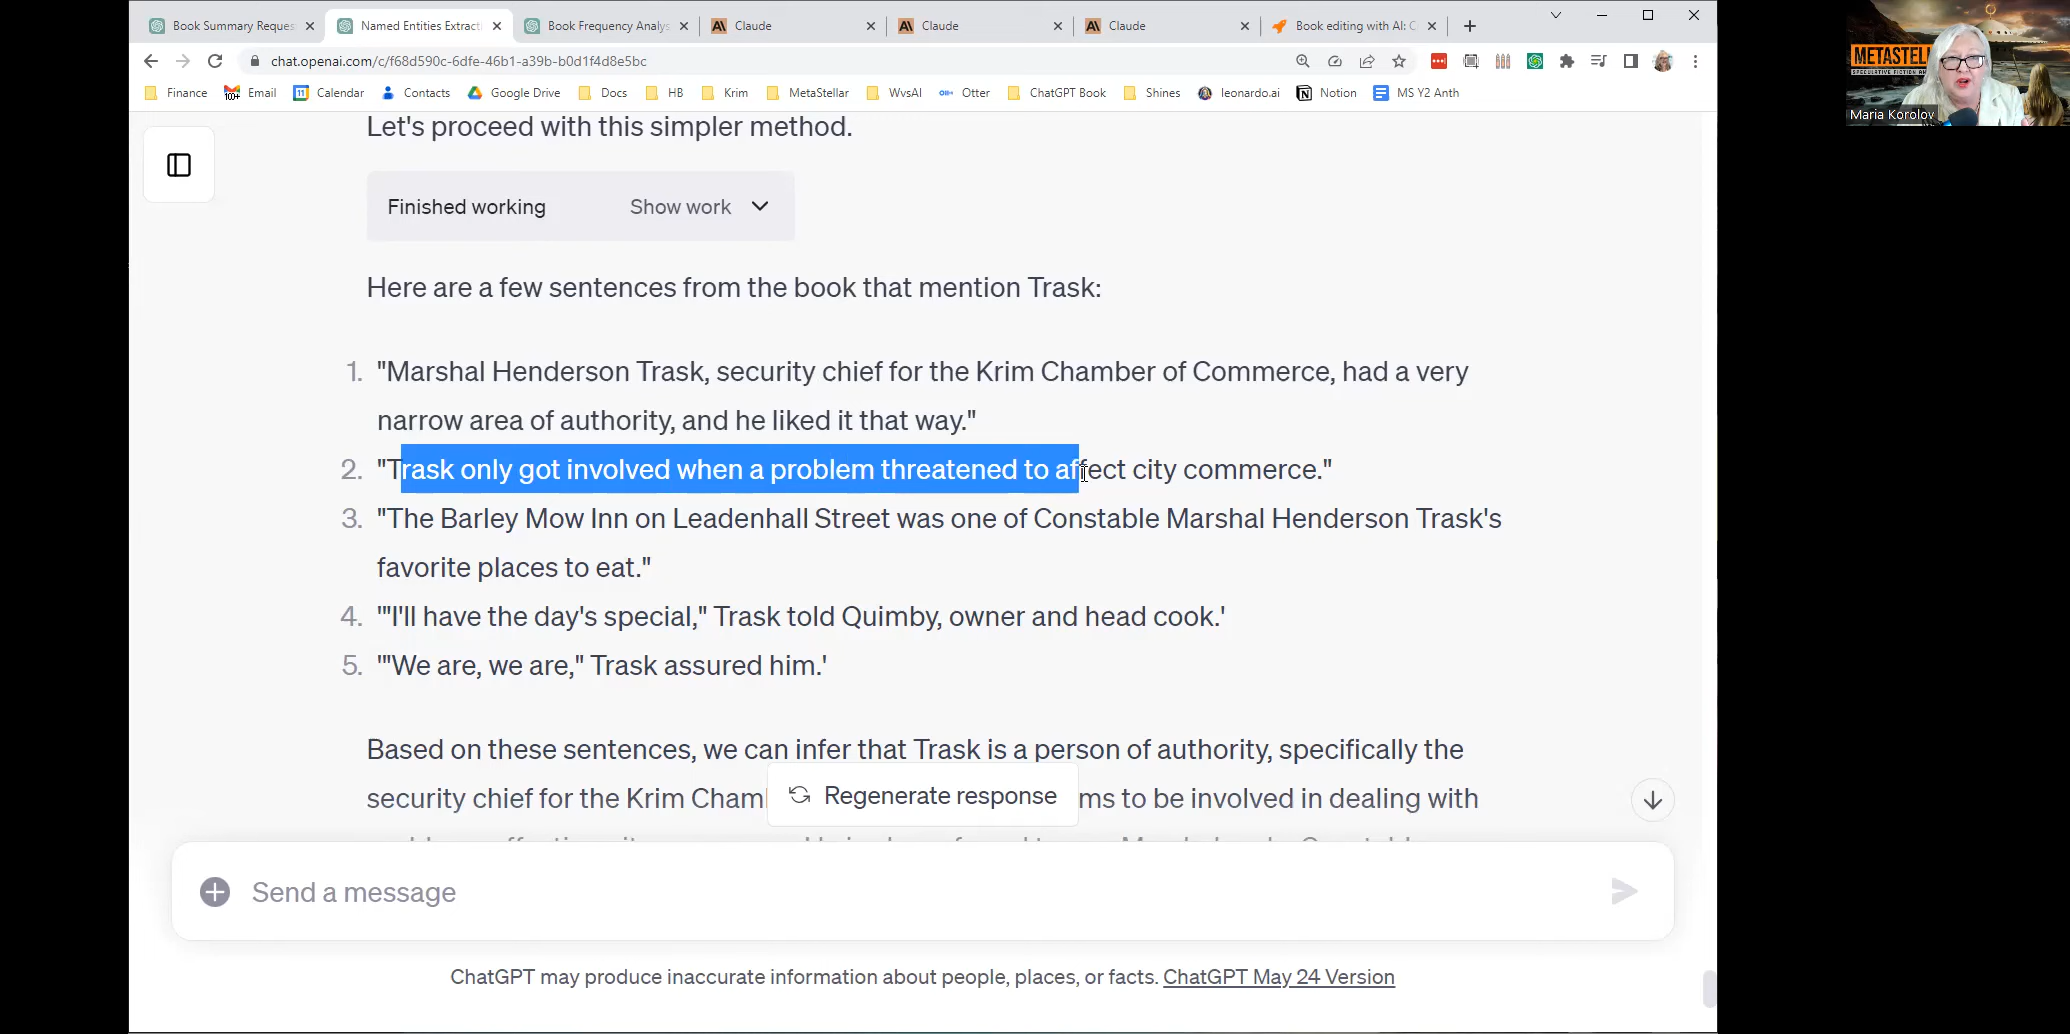 Book Summary Reques
Named Entities Extract
Book Frequency Analys
Claude
Claude
Claude
Book editing with AI: C
chat.openai.com/c/f68d590c-6dfe-46b1-a39b-b0d1f4d8e5bc
Finance
Email
Calendar
Contacts
Google Drive
Docs
HB
Krim
MetaStellar
WvsAI
Otter
ChatGPT Book
Shines
leonardo.ai
Notion
MS Y2 Anth
METASTEL
Maria Korolov
Let's proceed with this simpler method.
Finished working Show work
Here are a few sentences from the book that mention Trask:
1. "Marshal Henderson Trask, security chief for the Krim Chamber of Commerce, had a very
narrow area of authority, and he liked it that way."
2. "Trask only got involved when a problem threatened to affect city commerce."
3. "The Barley Mow Inn on Leadenhall Street was one of Constable Marshal Henderson Trask's
favorite places to eat."
4. '"I'll have the day's special," Trask told Quimby, owner and head cook.'
5. '"We are, we are," Trask assured him.'
Based on these sentences, we can infer that Trask is a person of authority, specifically the
security chief for the Krim Cham
ms to be involved in dealing with
Regenerate response
Send a message
ChatGPT may produce inaccurate information about people, places, or facts. ChatGPT May 24 Version